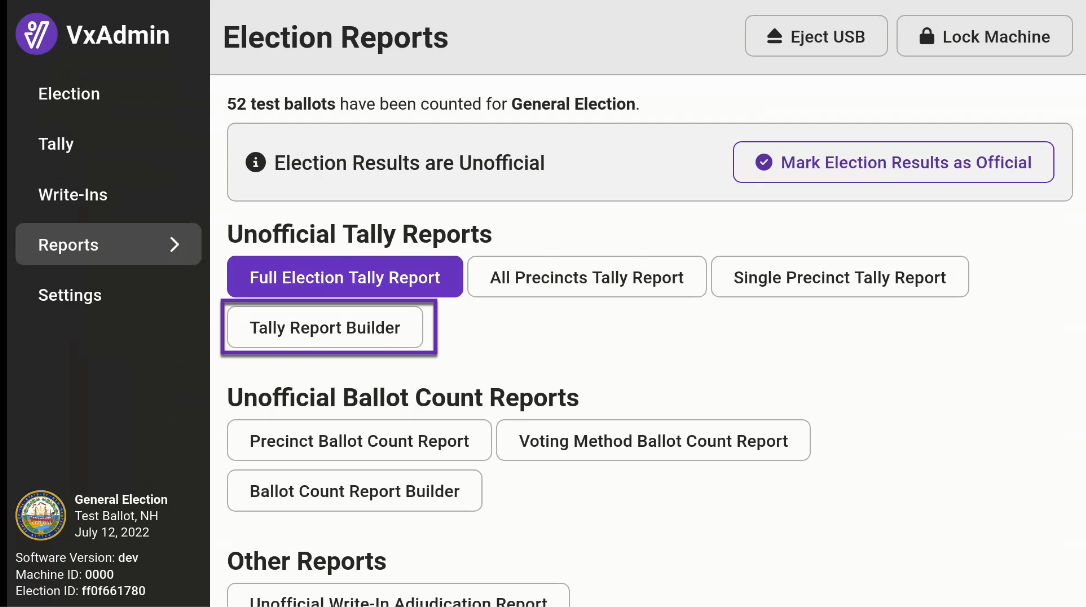 VxAdmin
Election
Tally
Write-Ins
Reports
Settings
General Election
Test Ballot, NH
July 12, 2022
Software Version: dev
Machine ID: 0000
Election ID: ff0f661780
Election Reports
Eject USB
Lock Machine
52 test ballots have been counted for General Election.
Election Results are Unofficial
Mark Election Results as Official
Unofficial Tally Reports
Full Election Tally Report
All Precincts Tally Report
Single Precinct Tally Report
Tally Report Builder
Unofficial Ballot Count Reports
Precinct Ballot Count Report
Voting Method Ballot Count Report
Ballot Count Report Builder
Other Reports
Unofficial Write-In Adjudication Report